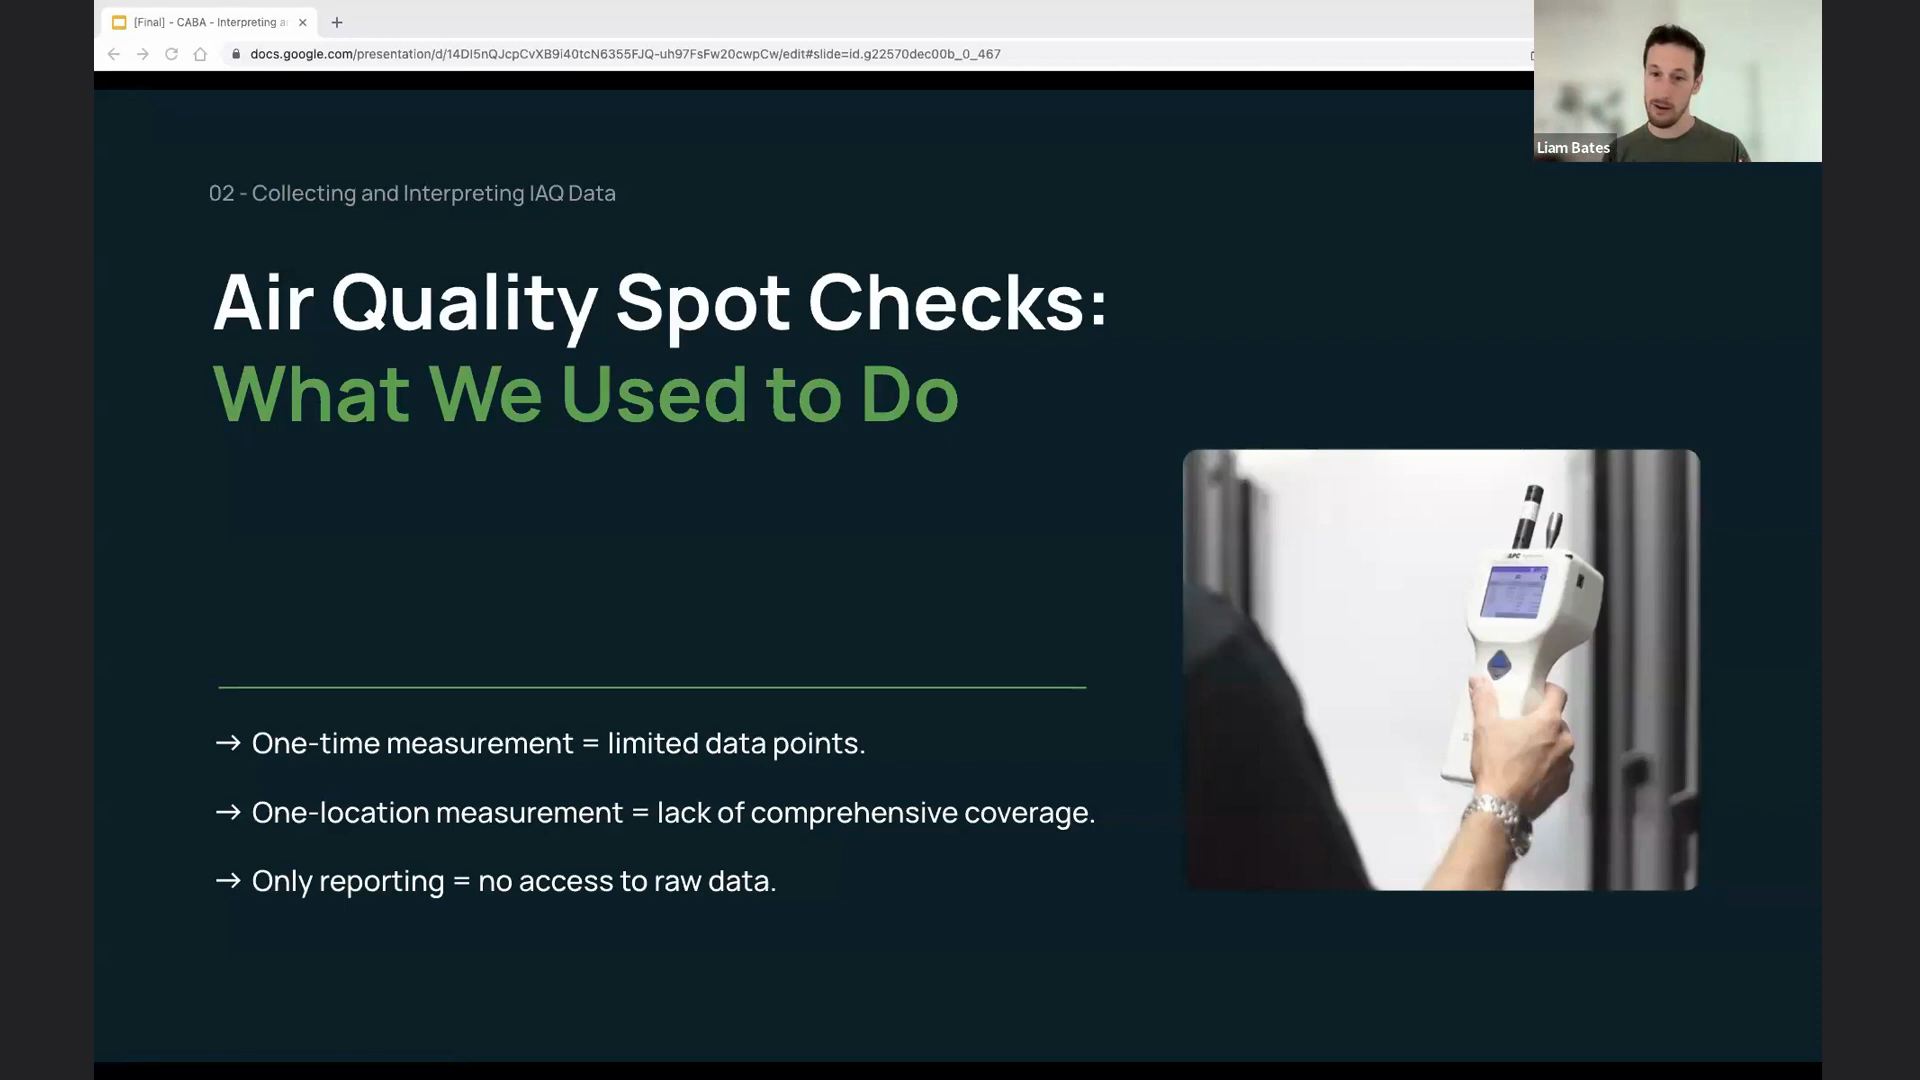 [Final] - CABA - Interpreting a
docs.google.com/presentation/d/14DI5nQJcpCvXB9i40tcN6355FJQ-uh97FsFw20cwpCw/edit#slide=id.g22570dec00b_0_467
Liam Bates
02 - Collecting and Interpreting IAQ Data
Air Quality Spot Checks:
What We Used to Do
→ One-time measurement = limited data points.
→ One-location measurement = lack of comprehensive coverage.
→ Only reporting = no access to raw data.